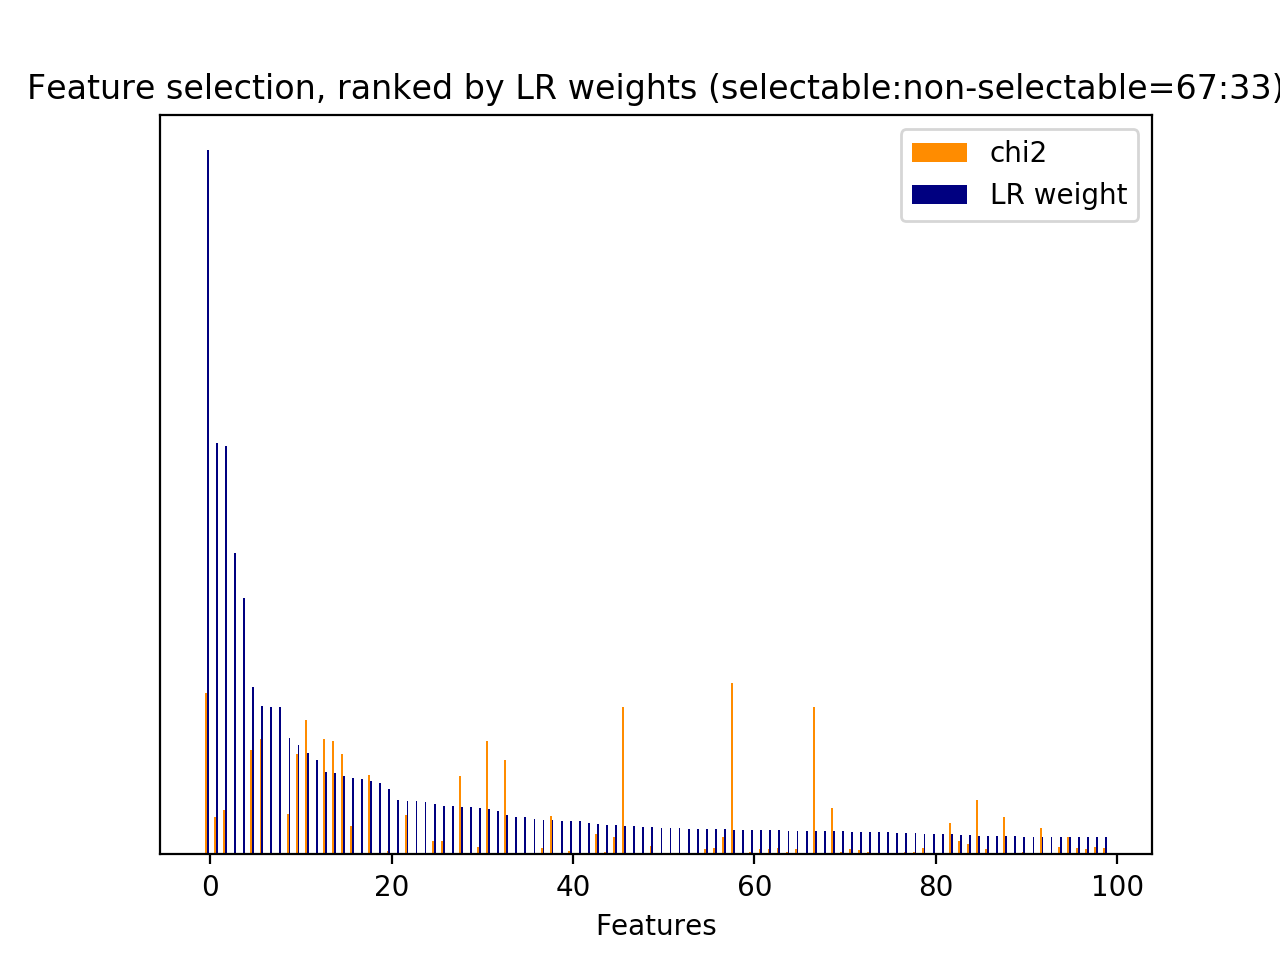 Feature selection, ranked by LR weights (selectable:non-selectable=67:33)
chi2
LR weight
0 20 40 60 80 100
Features